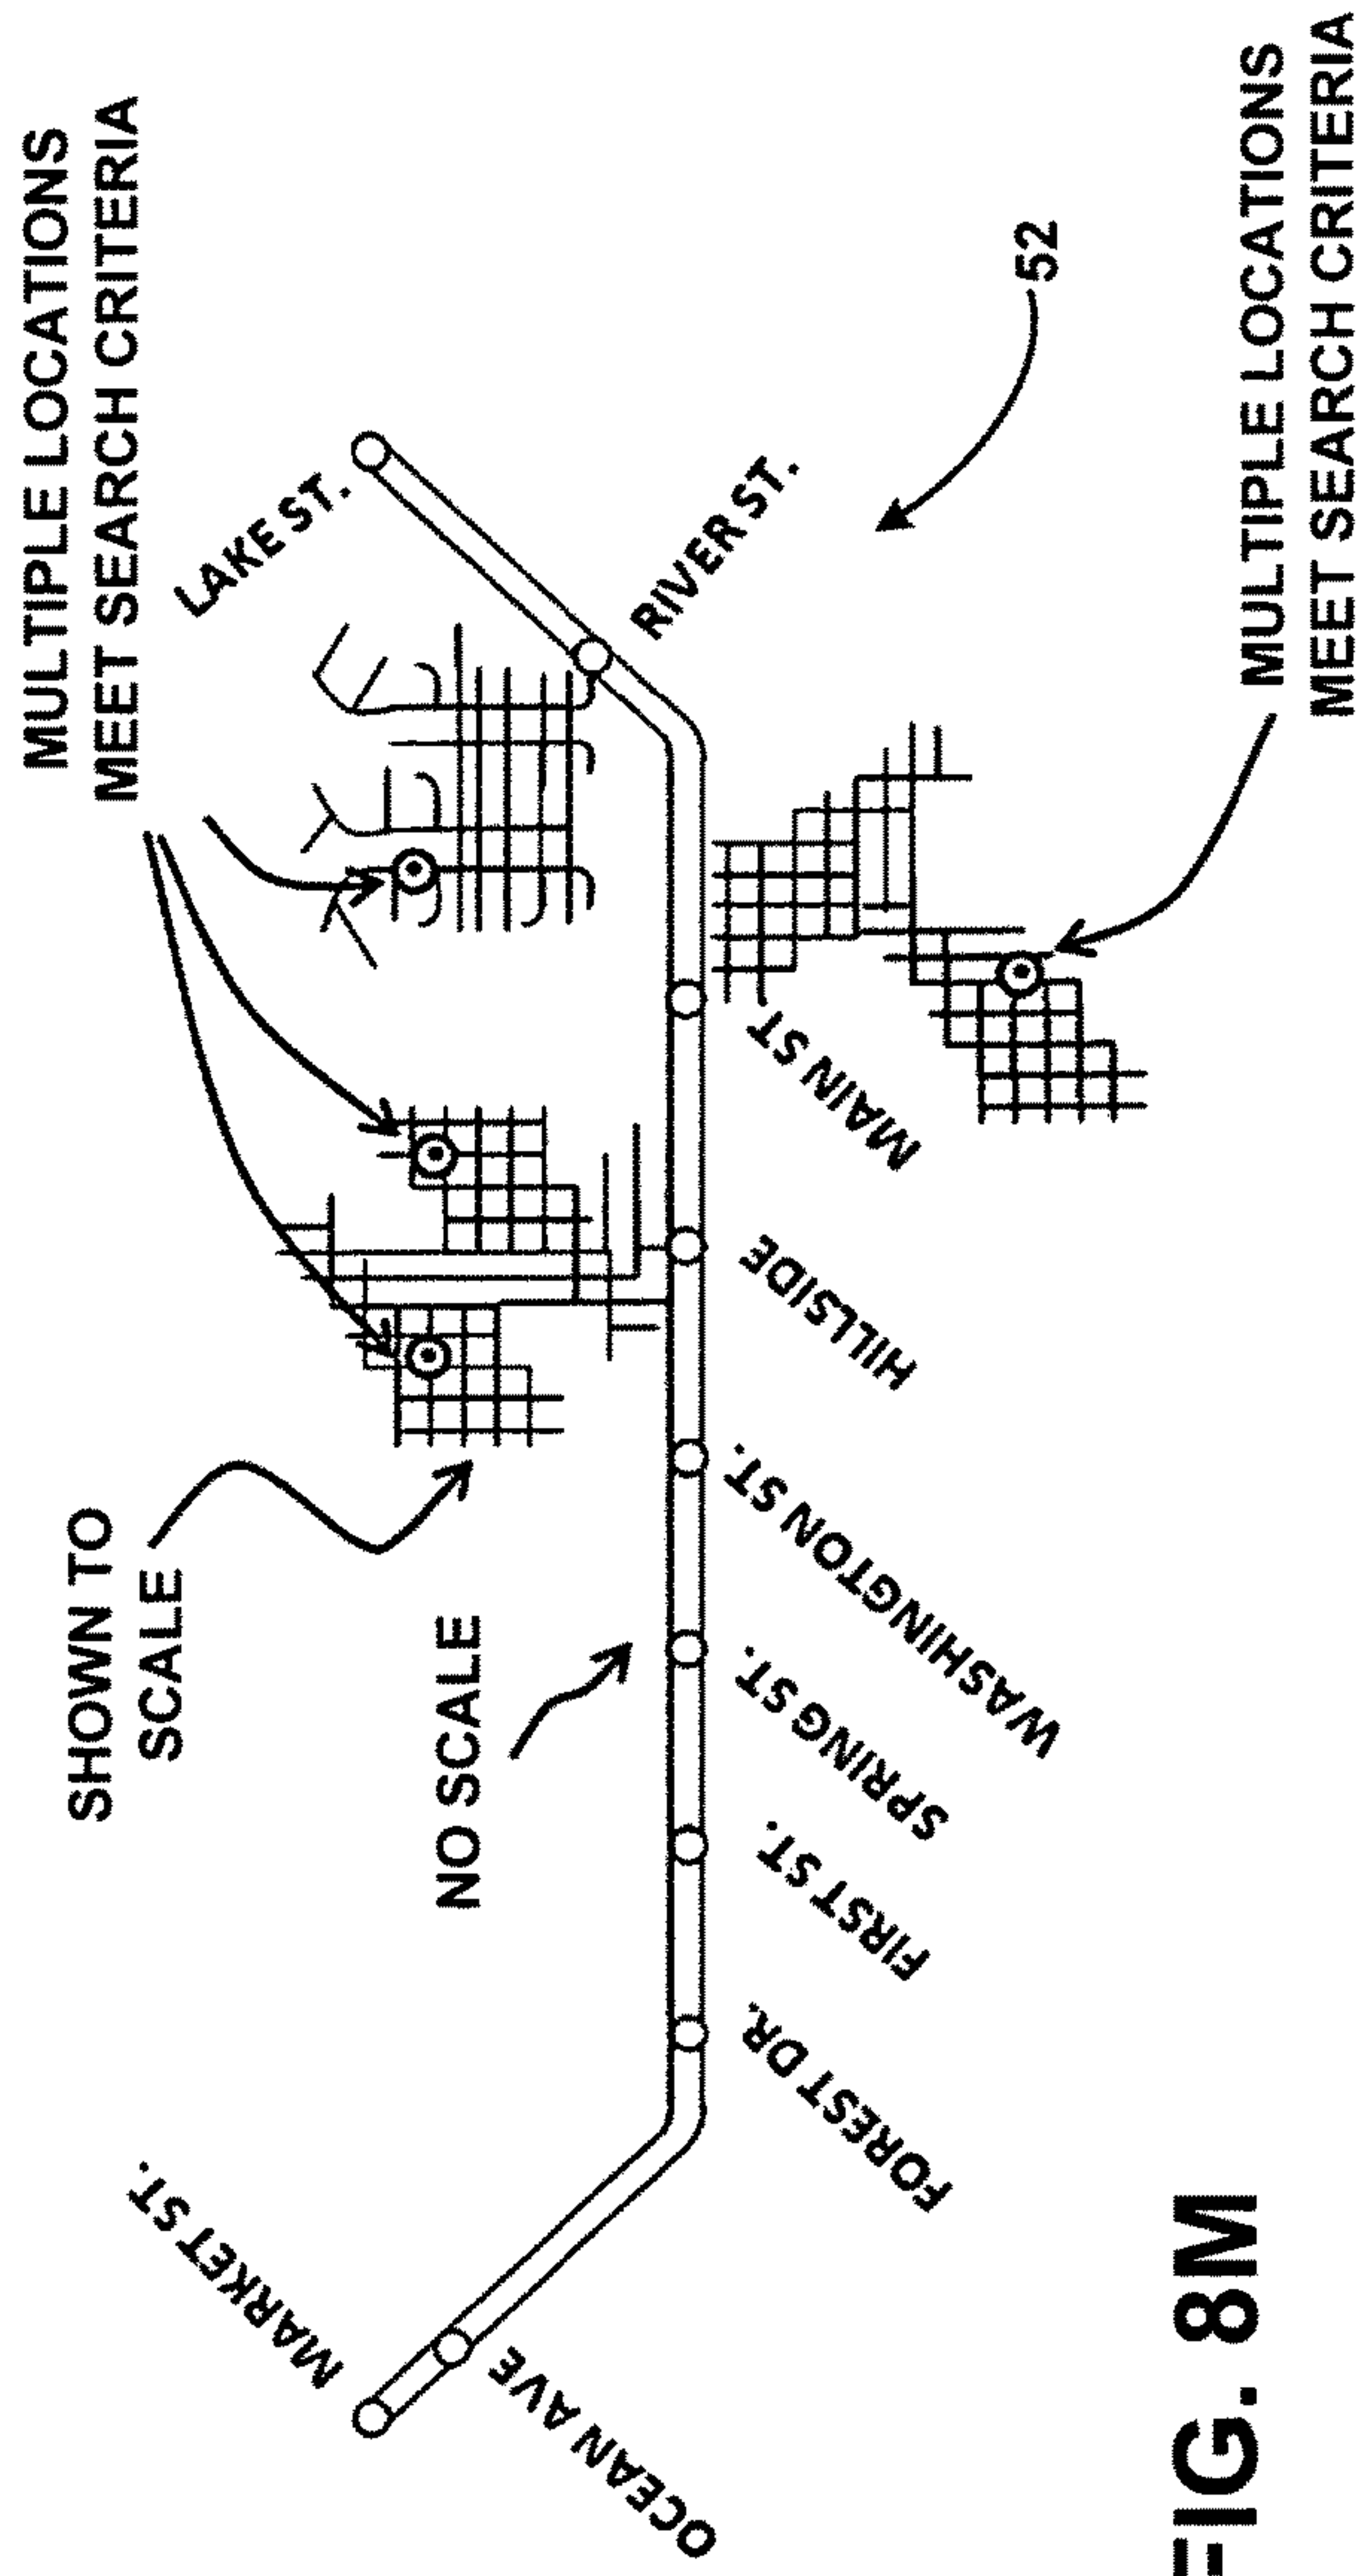 MULTIPLE LOCATIONS
MEET SEARCH CRITERIA
SHOWN TO
SCALE
NO SCALE
MARKET ST.
OCEAN AVE
FOREST DR.
FIRST ST.
SPRING ST.
WASHINGTON ST.
HILLSIDE
MAIN ST.
RIVER ST.
LAKE ST.
52
MULTIPLE LOCATIONS
MEET SEARCH CRITERIA
FIG. 8M